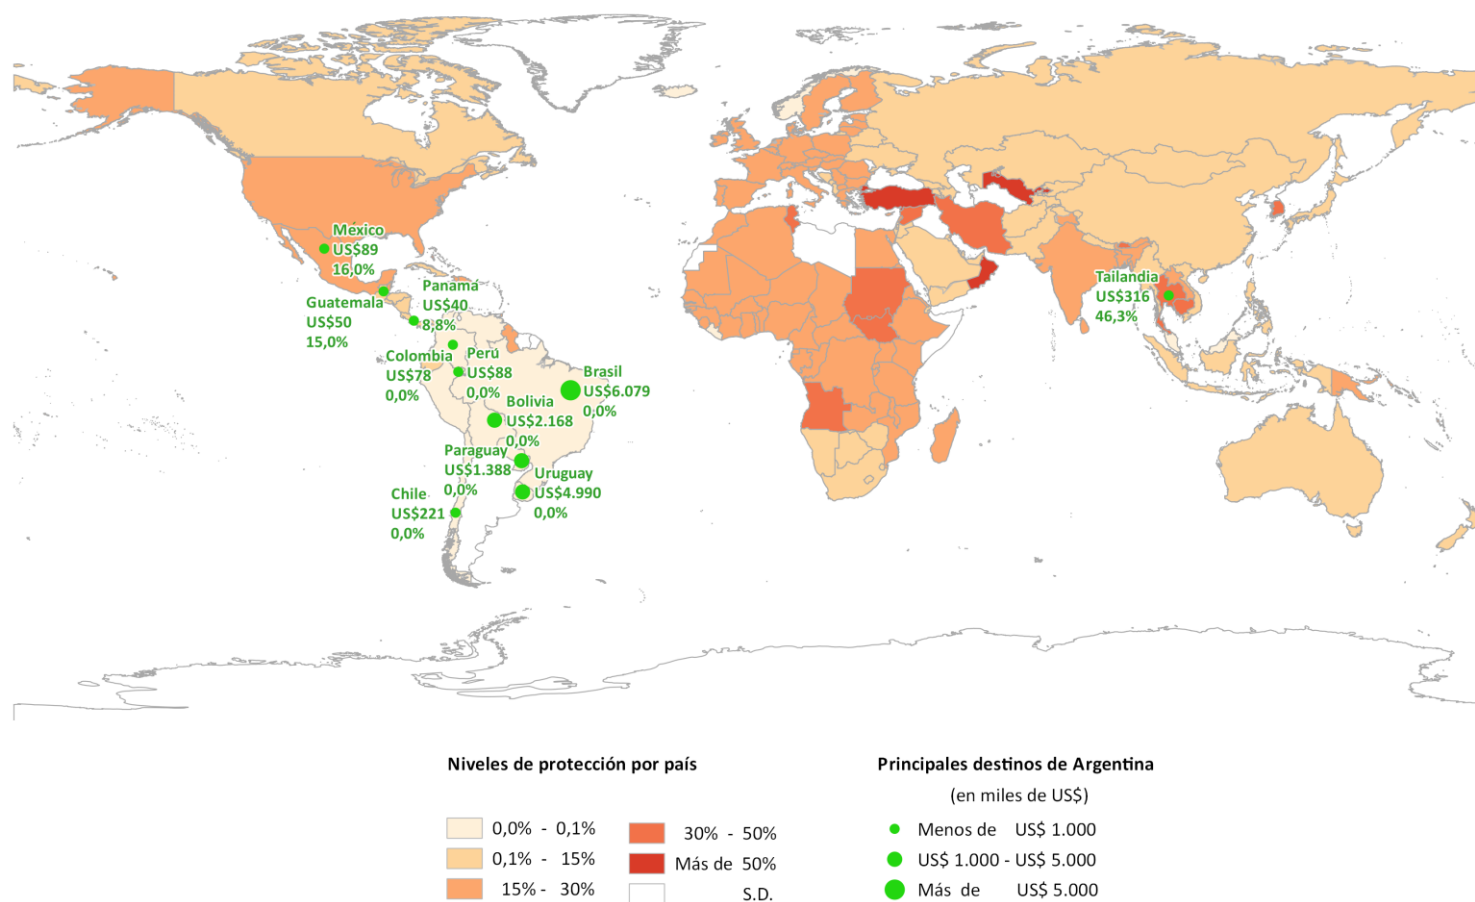 México
US$89
16,0%
Panamá
US$40
8,8%
Guatemala
US$50
15,0%
Tailandia
US$316
46,3%
Colombia
US$78
0,0%
Perú
US$88
0,0%
Brasil
US$6.079
0,0%
Bolivia
US$2.168
0,0%
Paraguay
US$1.388
0,0%
Uruguay
US$4.990
0,0%
Chile
US$221
0,0%
Niveles de protección por país
0,0% - 0,1%
0,1% - 15%
15% - 30%
30% - 50%
Más de 50%
S.D.
Principales destinos de Argentina
(en miles de US$)
Menos de US$ 1.000
US$ 1.000 - US$ 5.000
Más de US$ 5.000